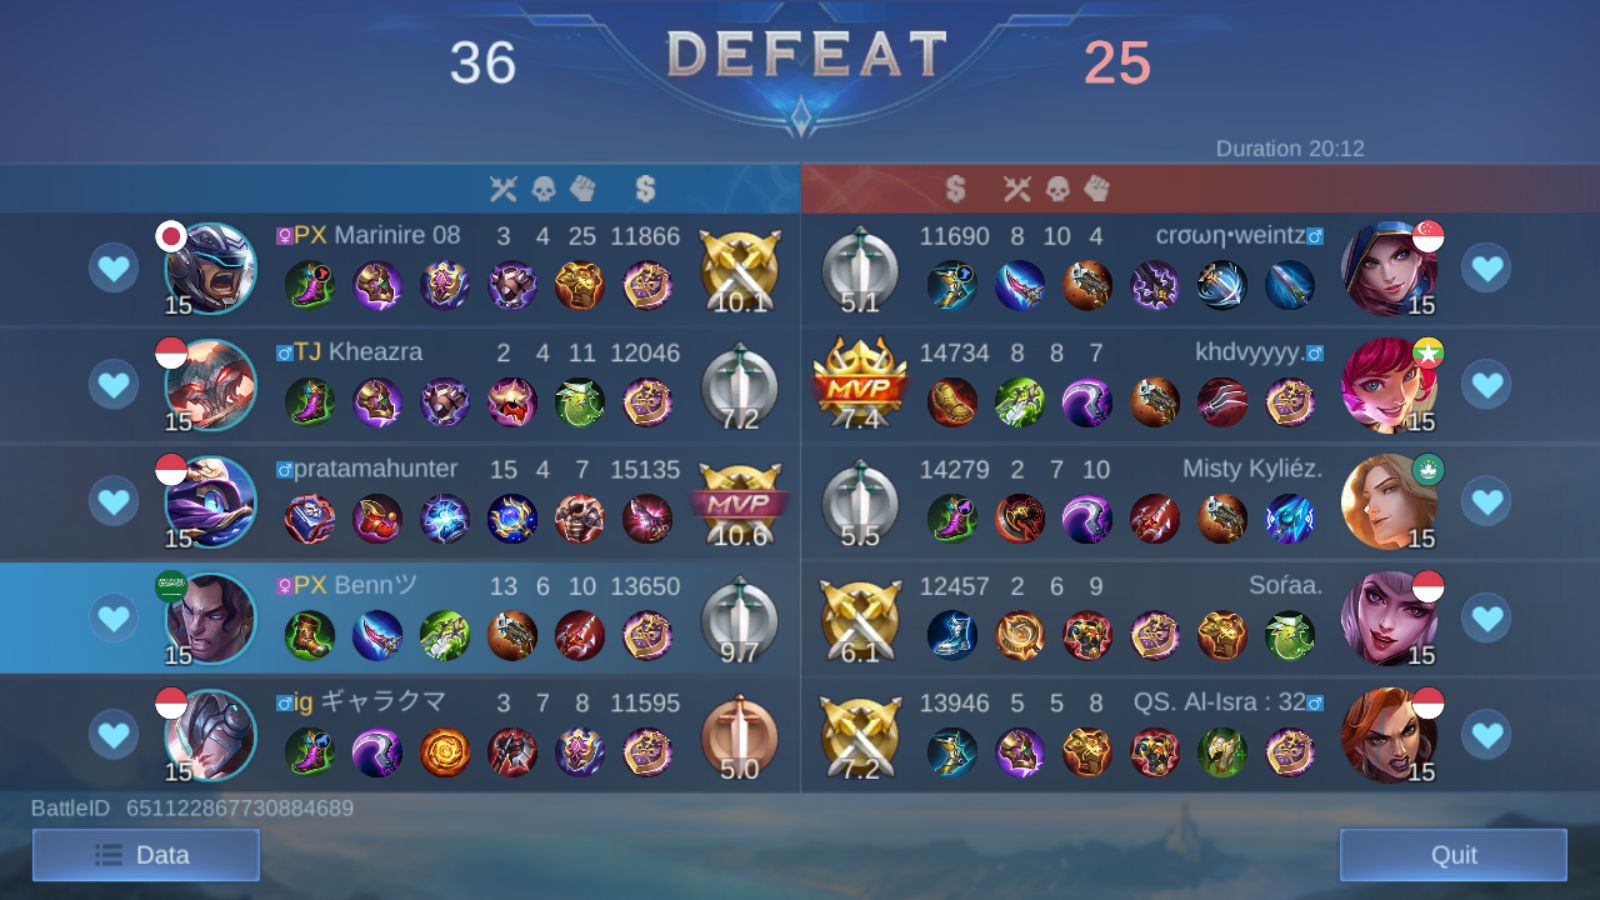 36 DEFEAT 25
Duration 20:12
$ $
PX Marinire 08 3 4 25 11866 10.1
15
5.1 11690 8 10 4 crσωη•weintz
15
TJ Kheazra 2 4 11 12046 7.2
15
MVP 7.4 14734 8 8 7 khdvyyyy.
15
pratamahunter 15 4 7 15135 MVP 10.6
15
5.5 14279 2 7 10 Misty Kyliéz.
15
PX Bennツ 13 6 10 13650 9.7
15
6.1 12457 2 6 9 Soŕaa.
15
ig ギャラクマ 3 7 8 11595 5.0
15
7.2 13946 5 5 8 QS. Al-Isra : 32
15
BattleID 651122867730884689
Data
Quit